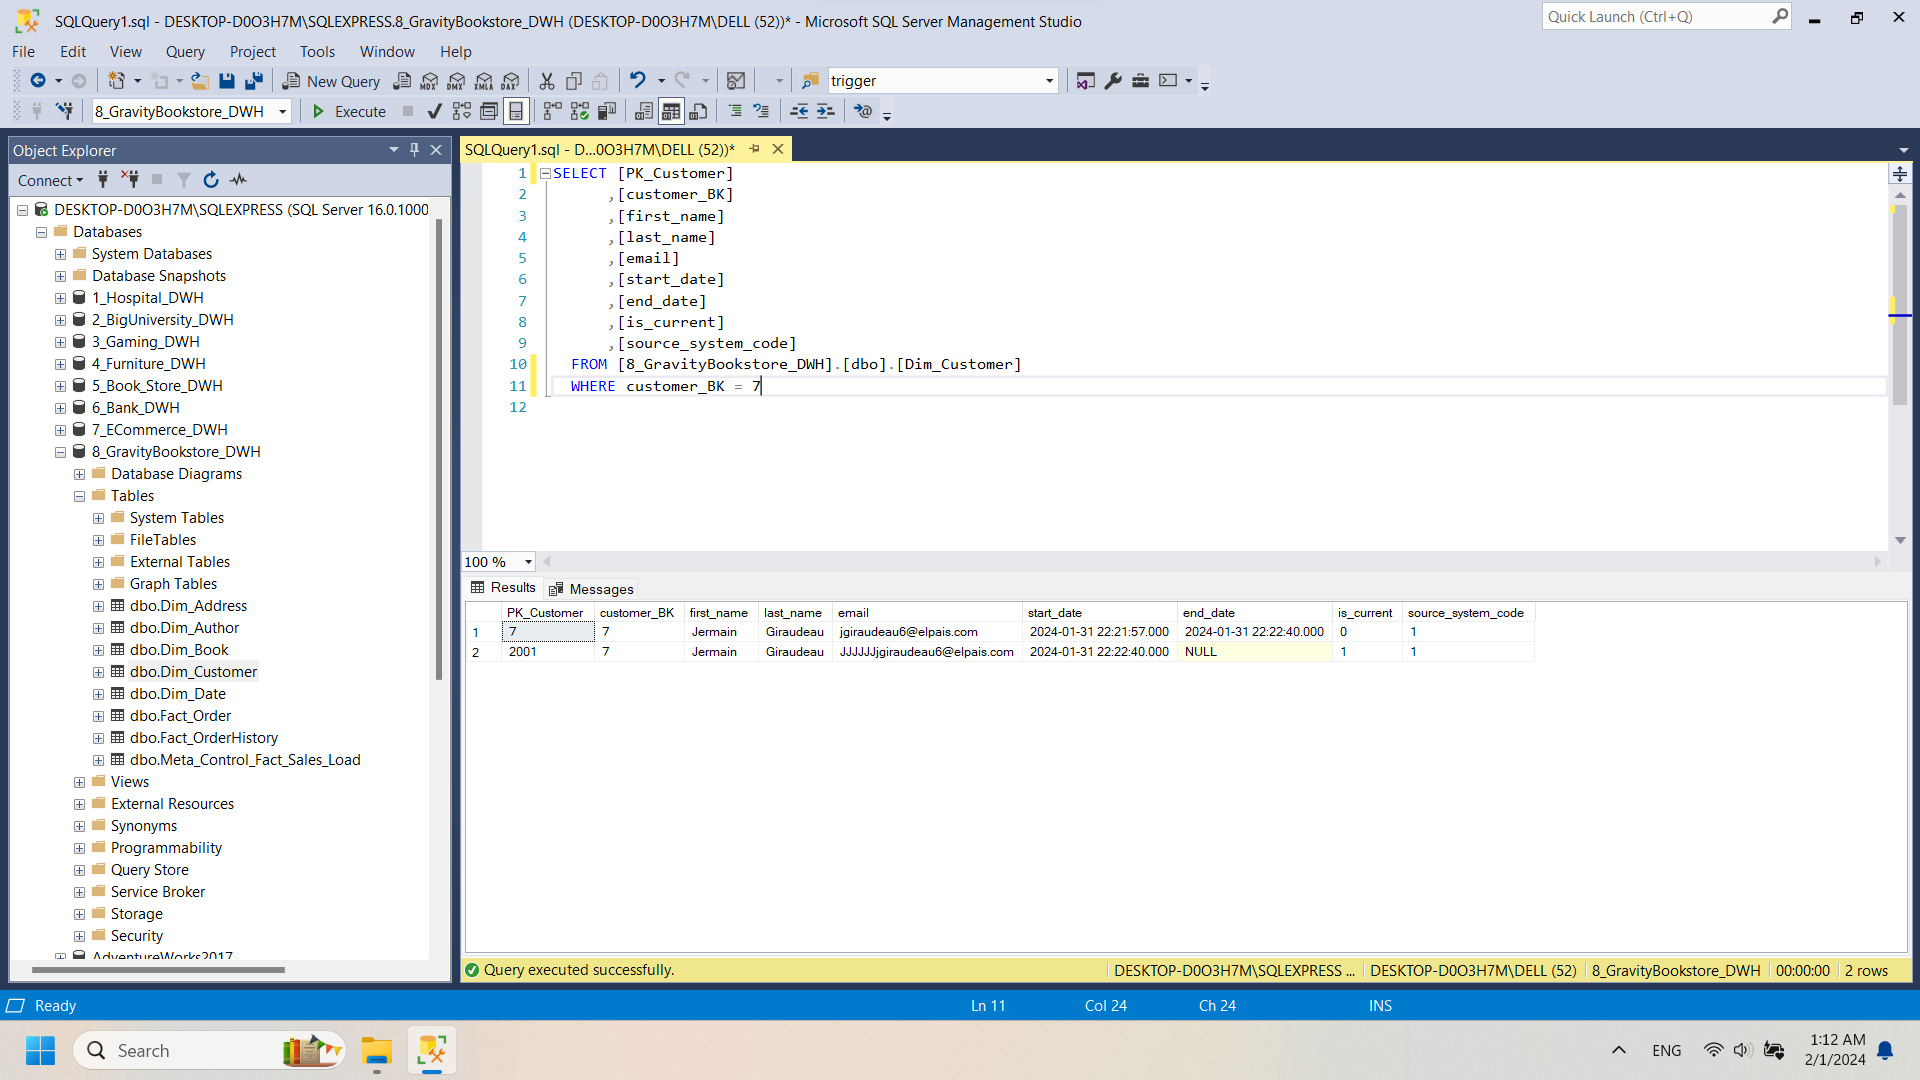 SQLQuery1.sql - DESKTOP-D0O3H7M\SQLEXPRESS.8_GravityBookstore_DWH (DESKTOP-D0O3H7M\DELL (52))* - Microsoft SQL Server Management Studio
Quick Launch (Ctrl+Q)
File Edit View Query Project Tools Window Help
New Query MDX DMX XMLA DAX trigger
8_GravityBookstore_DWH Execute
Object Explorer
Connect
DESKTOP-D0O3H7M\SQLEXPRESS (SQL Server 16.0.1000
Databases
System Databases
Database Snapshots
1_Hospital_DWH
2_BigUniversity_DWH
3_Gaming_DWH
4_Furniture_DWH
5_Book_Store_DWH
6_Bank_DWH
7_ECommerce_DWH
8_GravityBookstore_DWH
Database Diagrams
Tables
System Tables
FileTables
External Tables
Graph Tables
dbo.Dim_Address
dbo.Dim_Author
dbo.Dim_Book
dbo.Dim_Customer
dbo.Dim_Date
dbo.Fact_Order
dbo.Fact_OrderHistory
dbo.Meta_Control_Fact_Sales_Load
Views
External Resources
Synonyms
Programmability
Query Store
Service Broker
Storage
Security
AdventureWorks2017
SQLQuery1.sql - D...0O3H7M\DELL (52))*
1 SELECT [PK_Customer]
2 ,[customer_BK]
3 ,[first_name]
4 ,[last_name]
5 ,[email]
6 ,[start_date]
7 ,[end_date]
8 ,[is_current]
9 ,[source_system_code]
10 FROM [8_GravityBookstore_DWH].[dbo].[Dim_Customer]
11 WHERE customer_BK = 7
12
100 %
Results Messages
PK_Customer customer_BK first_name last_name email start_date end_date is_current source_system_code
1 7 7 Jermain Giraudeau jgiraudeau6@elpais.com 2024-01-31 22:21:57.000 2024-01-31 22:22:40.000 0 1
2 2001 7 Jermain Giraudeau JJJJJJjgiraudeau6@elpais.com 2024-01-31 22:22:40.000 NULL 1 1
Query executed successfully. DESKTOP-D0O3H7M\SQLEXPRESS ... DESKTOP-D0O3H7M\DELL (52) 8_GravityBookstore_DWH 00:00:00 2 rows
Ready Ln 11 Col 24 Ch 24 INS
Search
ENG
1:12 AM
2/1/2024